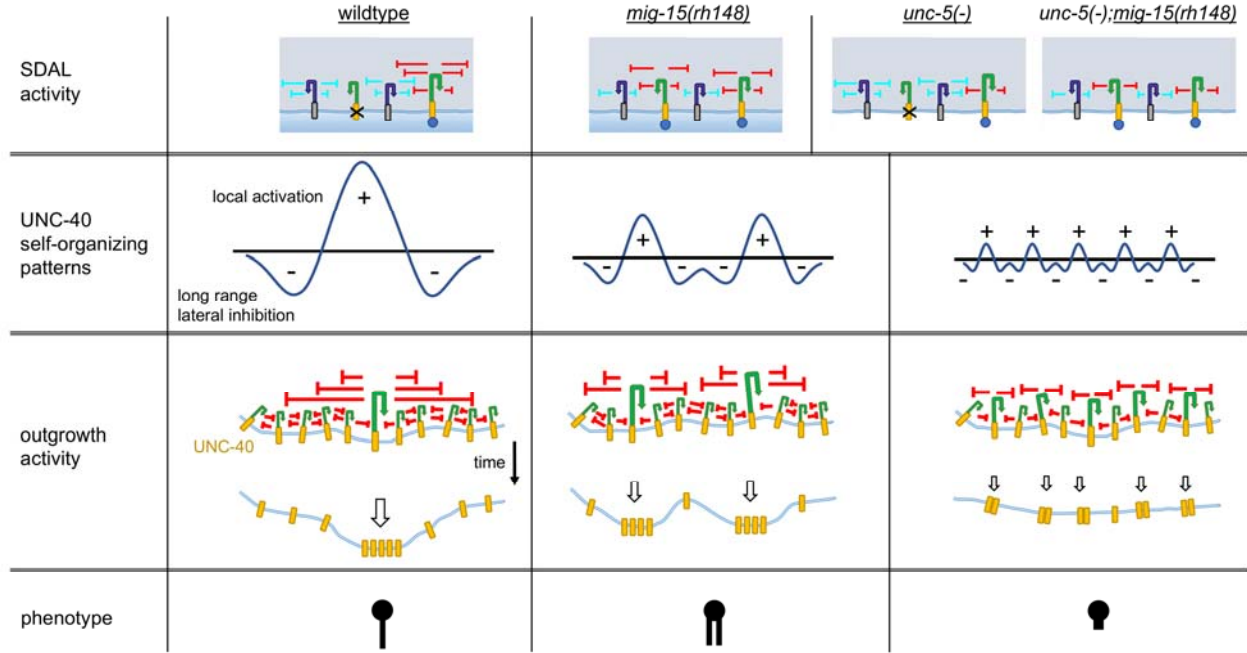 wildtype
mig-15(rh148)
unc-5(-)
unc-5(-);mig-15(rh148)
SDAL
activity
UNC-40
self-organizing
patterns
local activation
+
-
-
long range
lateral inhibition
+
+
-
-
-
-
+
+
+
+
+
-
-
-
-
-
-
outgrowth
activity
UNC-40
time
phenotype